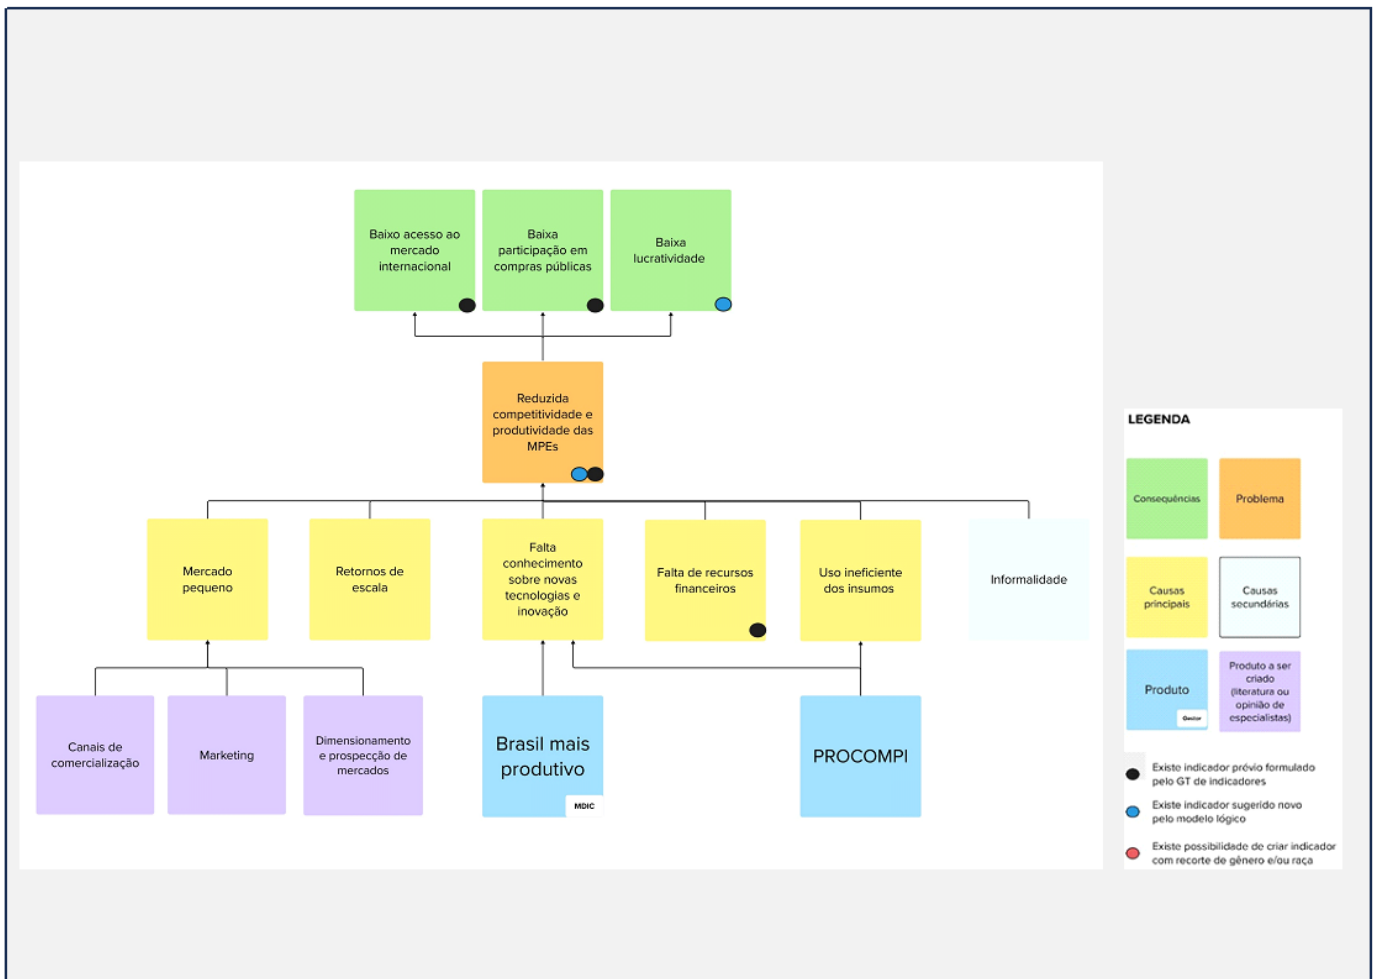 Baixo acesso ao
mercado
internacional
Baixa
participação em
compras públicas
Baixa
lucratividade
Reduzida
competitividade e
produtividade das
MPEs
Mercado
pequeno
Retornos de
escala
Falta
conhecimento
sobre novas
tecnologias e
inovação
Falta de recursos
financeiros
Uso ineficiente
dos insumos
Informalidade
Canais de
comercialização
Marketing
Dimensionamento
e prospecção de
mercados
Brasil mais
produtivo
MDIC
PROCOMPI
LEGENDA
Consequências
Problema
Causas
principais
Causas
secundárias
Produto
Gestor
Produto a ser
criado
(literatura ou
opinião de
especialistas)
Existe indicador prévio formulado
pelo GT de indicadores
Existe indicador sugerido novo
pelo modelo lógico
Existe possibilidade de criar indicador
com recorte de gênero e/ou raça